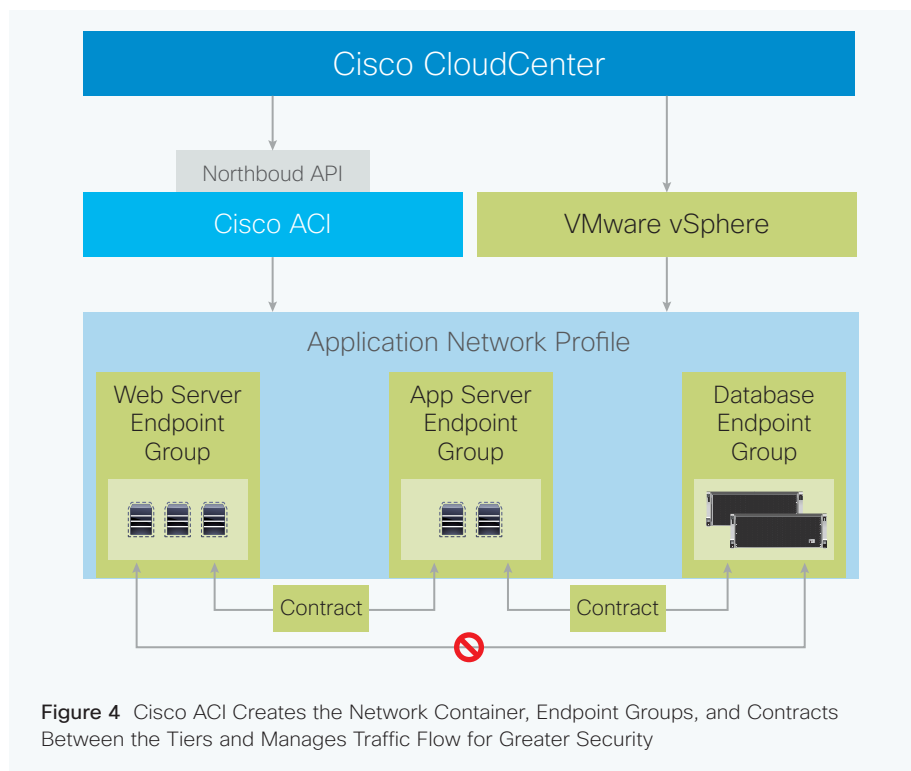 Cisco CloudCenter
Northboud API
Cisco ACI
VMware vSphere
Application Network Profile
Web Server
Endpoint
Group
App Server
Endpoint
Group
Database
Endpoint
Group
Contract
Contract
Figure 4 Cisco ACI Creates the Network Container, Endpoint Groups, and Contracts
Between the Tiers and Manages Traffic Flow for Greater Security